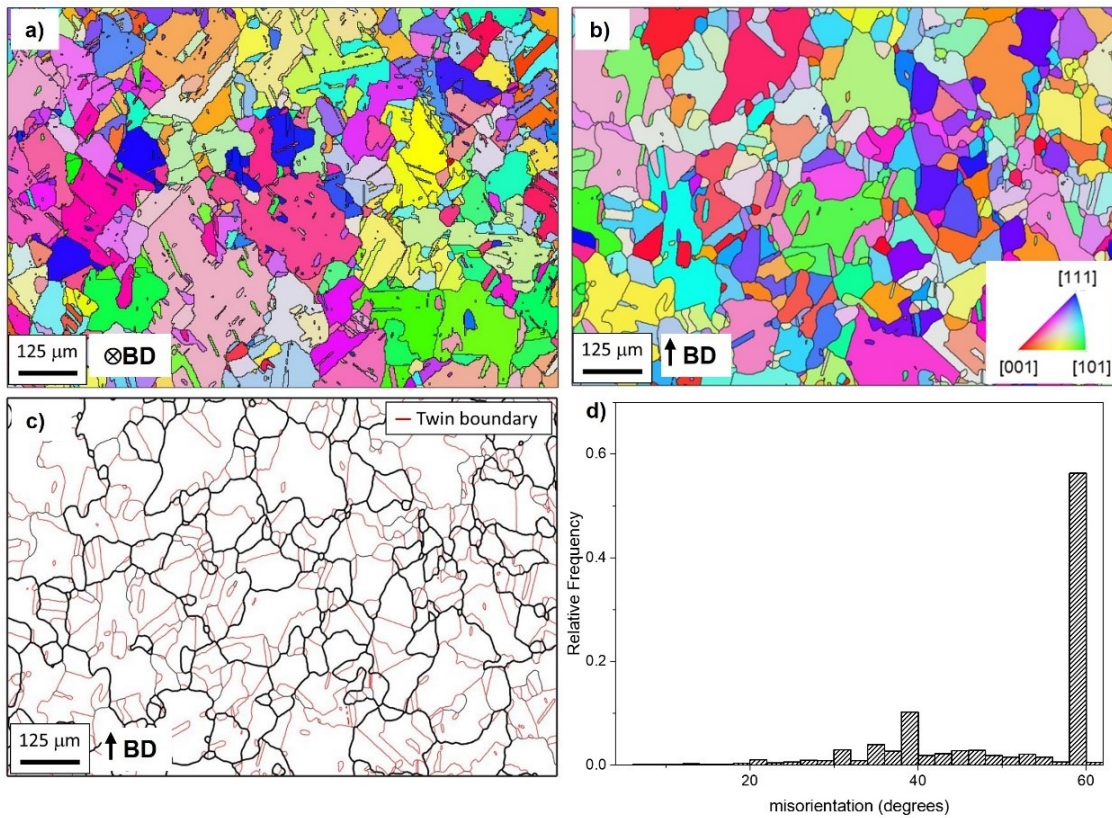 a)
125 μm
⊗BD
b)
125 μm
↑ BD
[111]
[001]
[101]
c)
Twin boundary
125 μm
↑ BD
d)
Relative Frequency
0.6
0.4
0.2
0.0
20
40
60
misorientation (degrees)